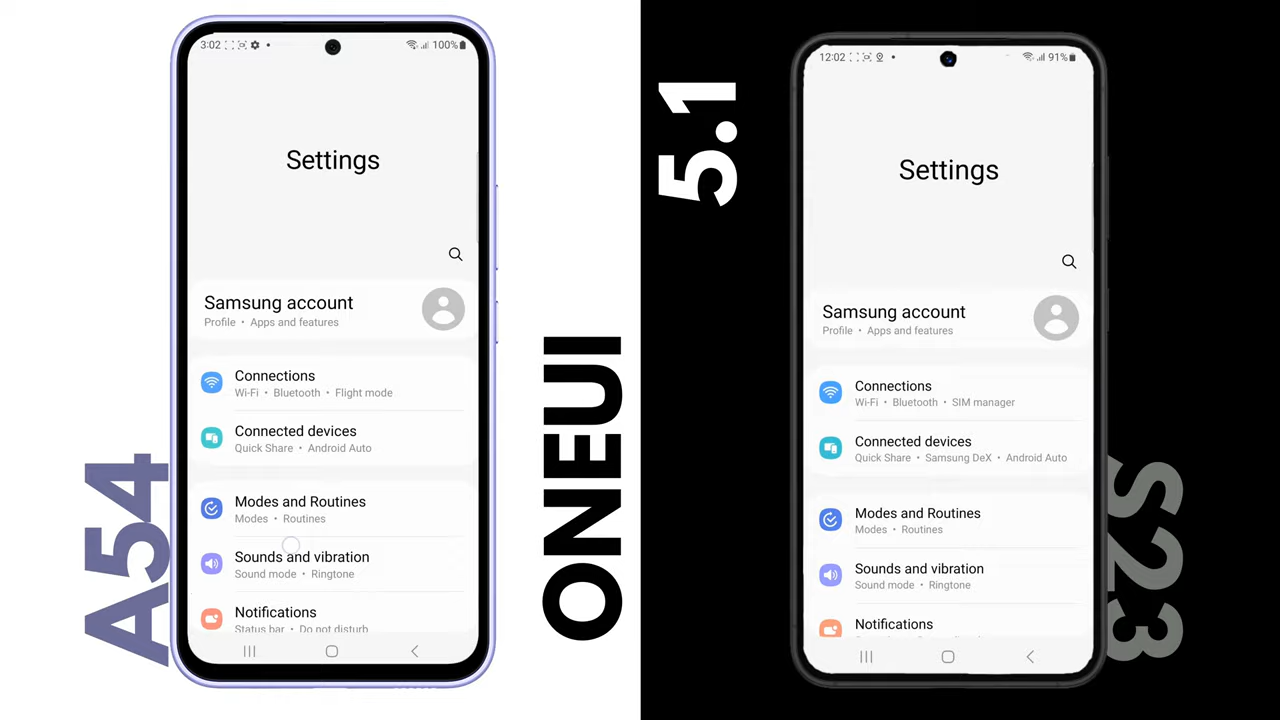 3:02
100%
Settings
Samsung account
Profile • Apps and features
Connections
Wi-Fi • Bluetooth • Flight mode
Connected devices
Quick Share • Android Auto
Modes and Routines
Modes • Routines
Sounds and vibration
Sound mode • Ringtone
Notifications
Status bar • Do not disturb
A54
ONEUI
5.1
12:02
91%
Settings
Samsung account
Profile • Apps and features
Connections
Wi-Fi • Bluetooth • SIM manager
Connected devices
Quick Share • Samsung DeX • Android Auto
Modes and Routines
Modes • Routines
Sounds and vibration
Sound mode • Ringtone
Notifications
S23